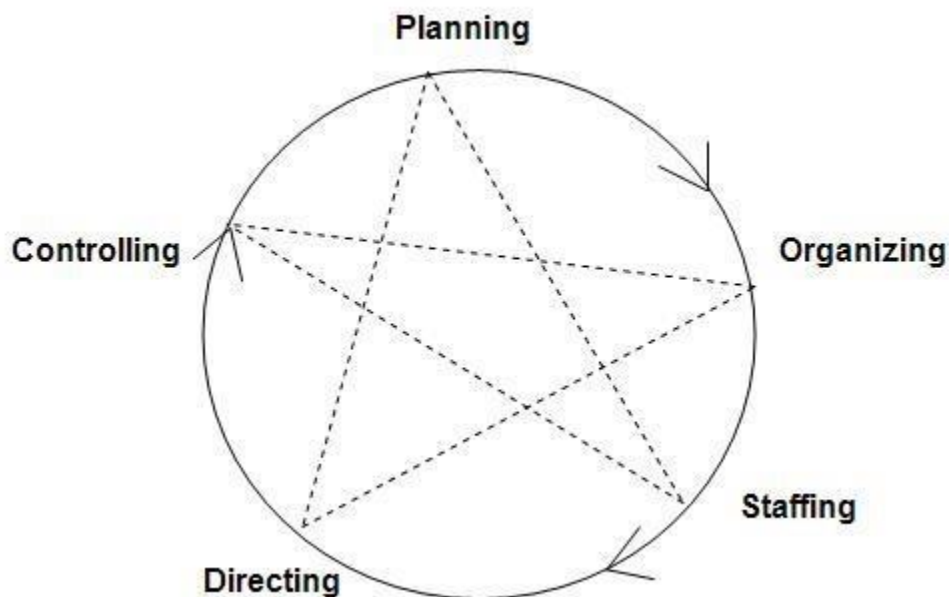 Planning
Organizing
Staffing
Directing
Controlling